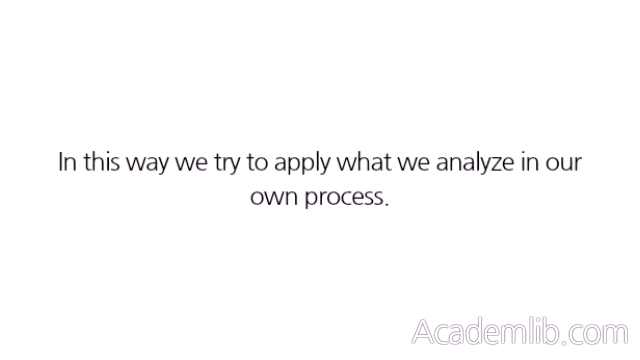 In this way we try to apply what we analyze in our
own process.
Academlib.com